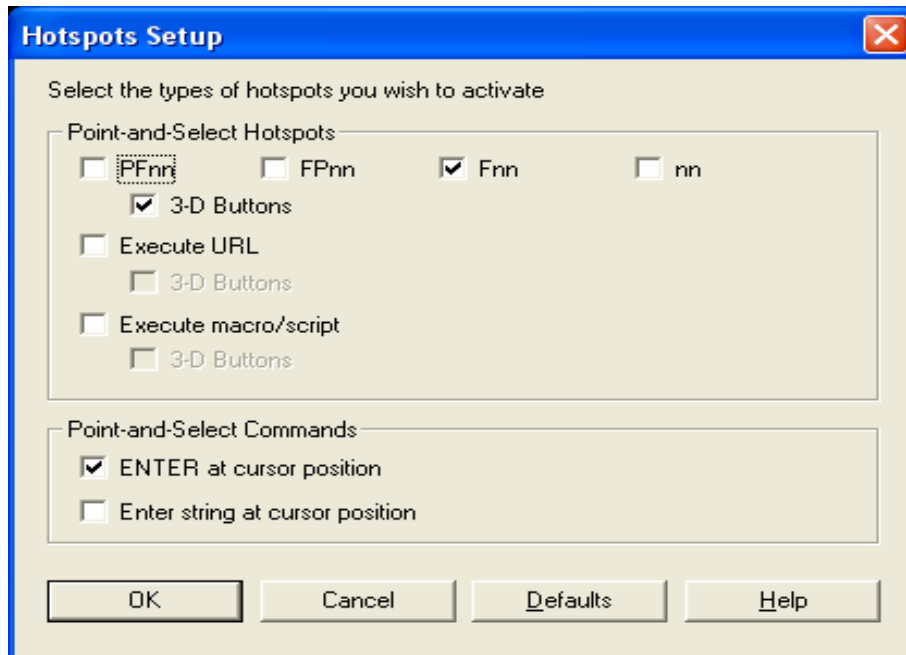 Hotspots Setup
Select the types of hotspots you wish to activate
Point-and-Select Hotspots
PFnn FPnn Fnn nn
3-D Buttons
Execute URL
3-D Buttons
Execute macro/script
3-D Buttons
Point-and-Select Commands
ENTER at cursor position
Enter string at cursor position
OK Cancel Defaults Help